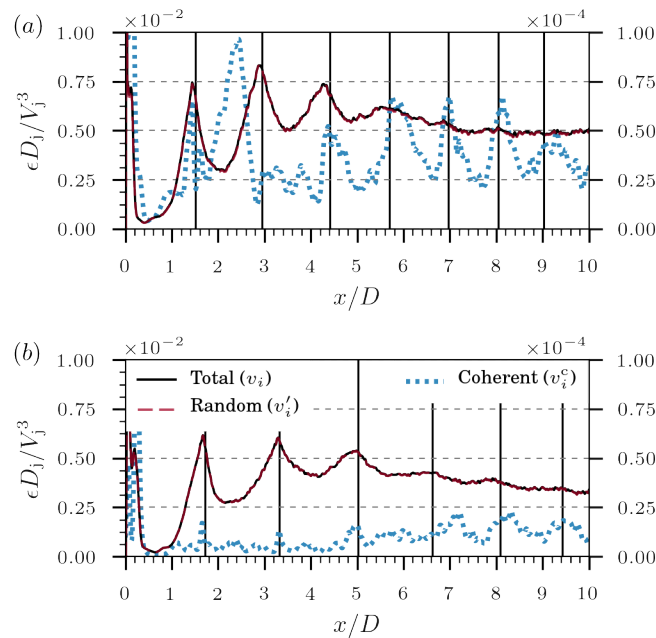 (a)
×10⁻² ×10⁻⁴
1.00 1.00
0.75 0.75
0.50 0.50
0.25 0.25
0.00 0.00
ϵD_j/V_j³
0 1 2 3 4 5 6 7 8 9 10
x/D
(b)
×10⁻² ×10⁻⁴
1.00 1.00
Total (v_i) Coherent (v_i^c)
Random (v_i′)
0.75 0.75
0.50 0.50
0.25 0.25
0.00 0.00
ϵD_j/V_j³
0 1 2 3 4 5 6 7 8 9 10
x/D